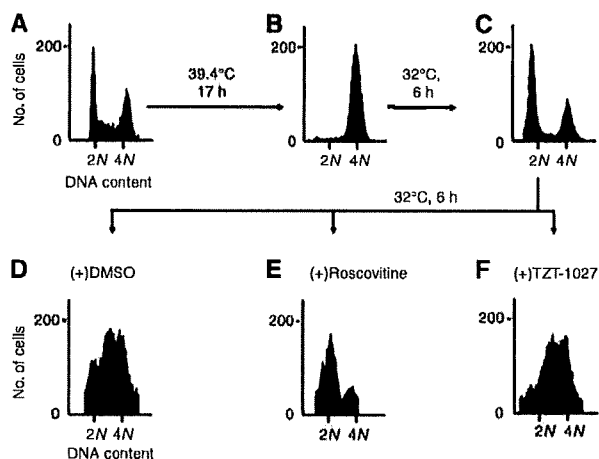 A
B
C
No. of cells
200
0
2N 4N
DNA content
39.4°C
17 h
200
0
2N 4N
32°C,
6 h
200
0
2N 4N
32°C, 6 h
D
(+)DMSO
E
(+)Roscovitine
F
(+)TZT-1027
No. of cells
200
0
2N 4N
DNA content
200
0
2N 4N
200
0
2N 4N